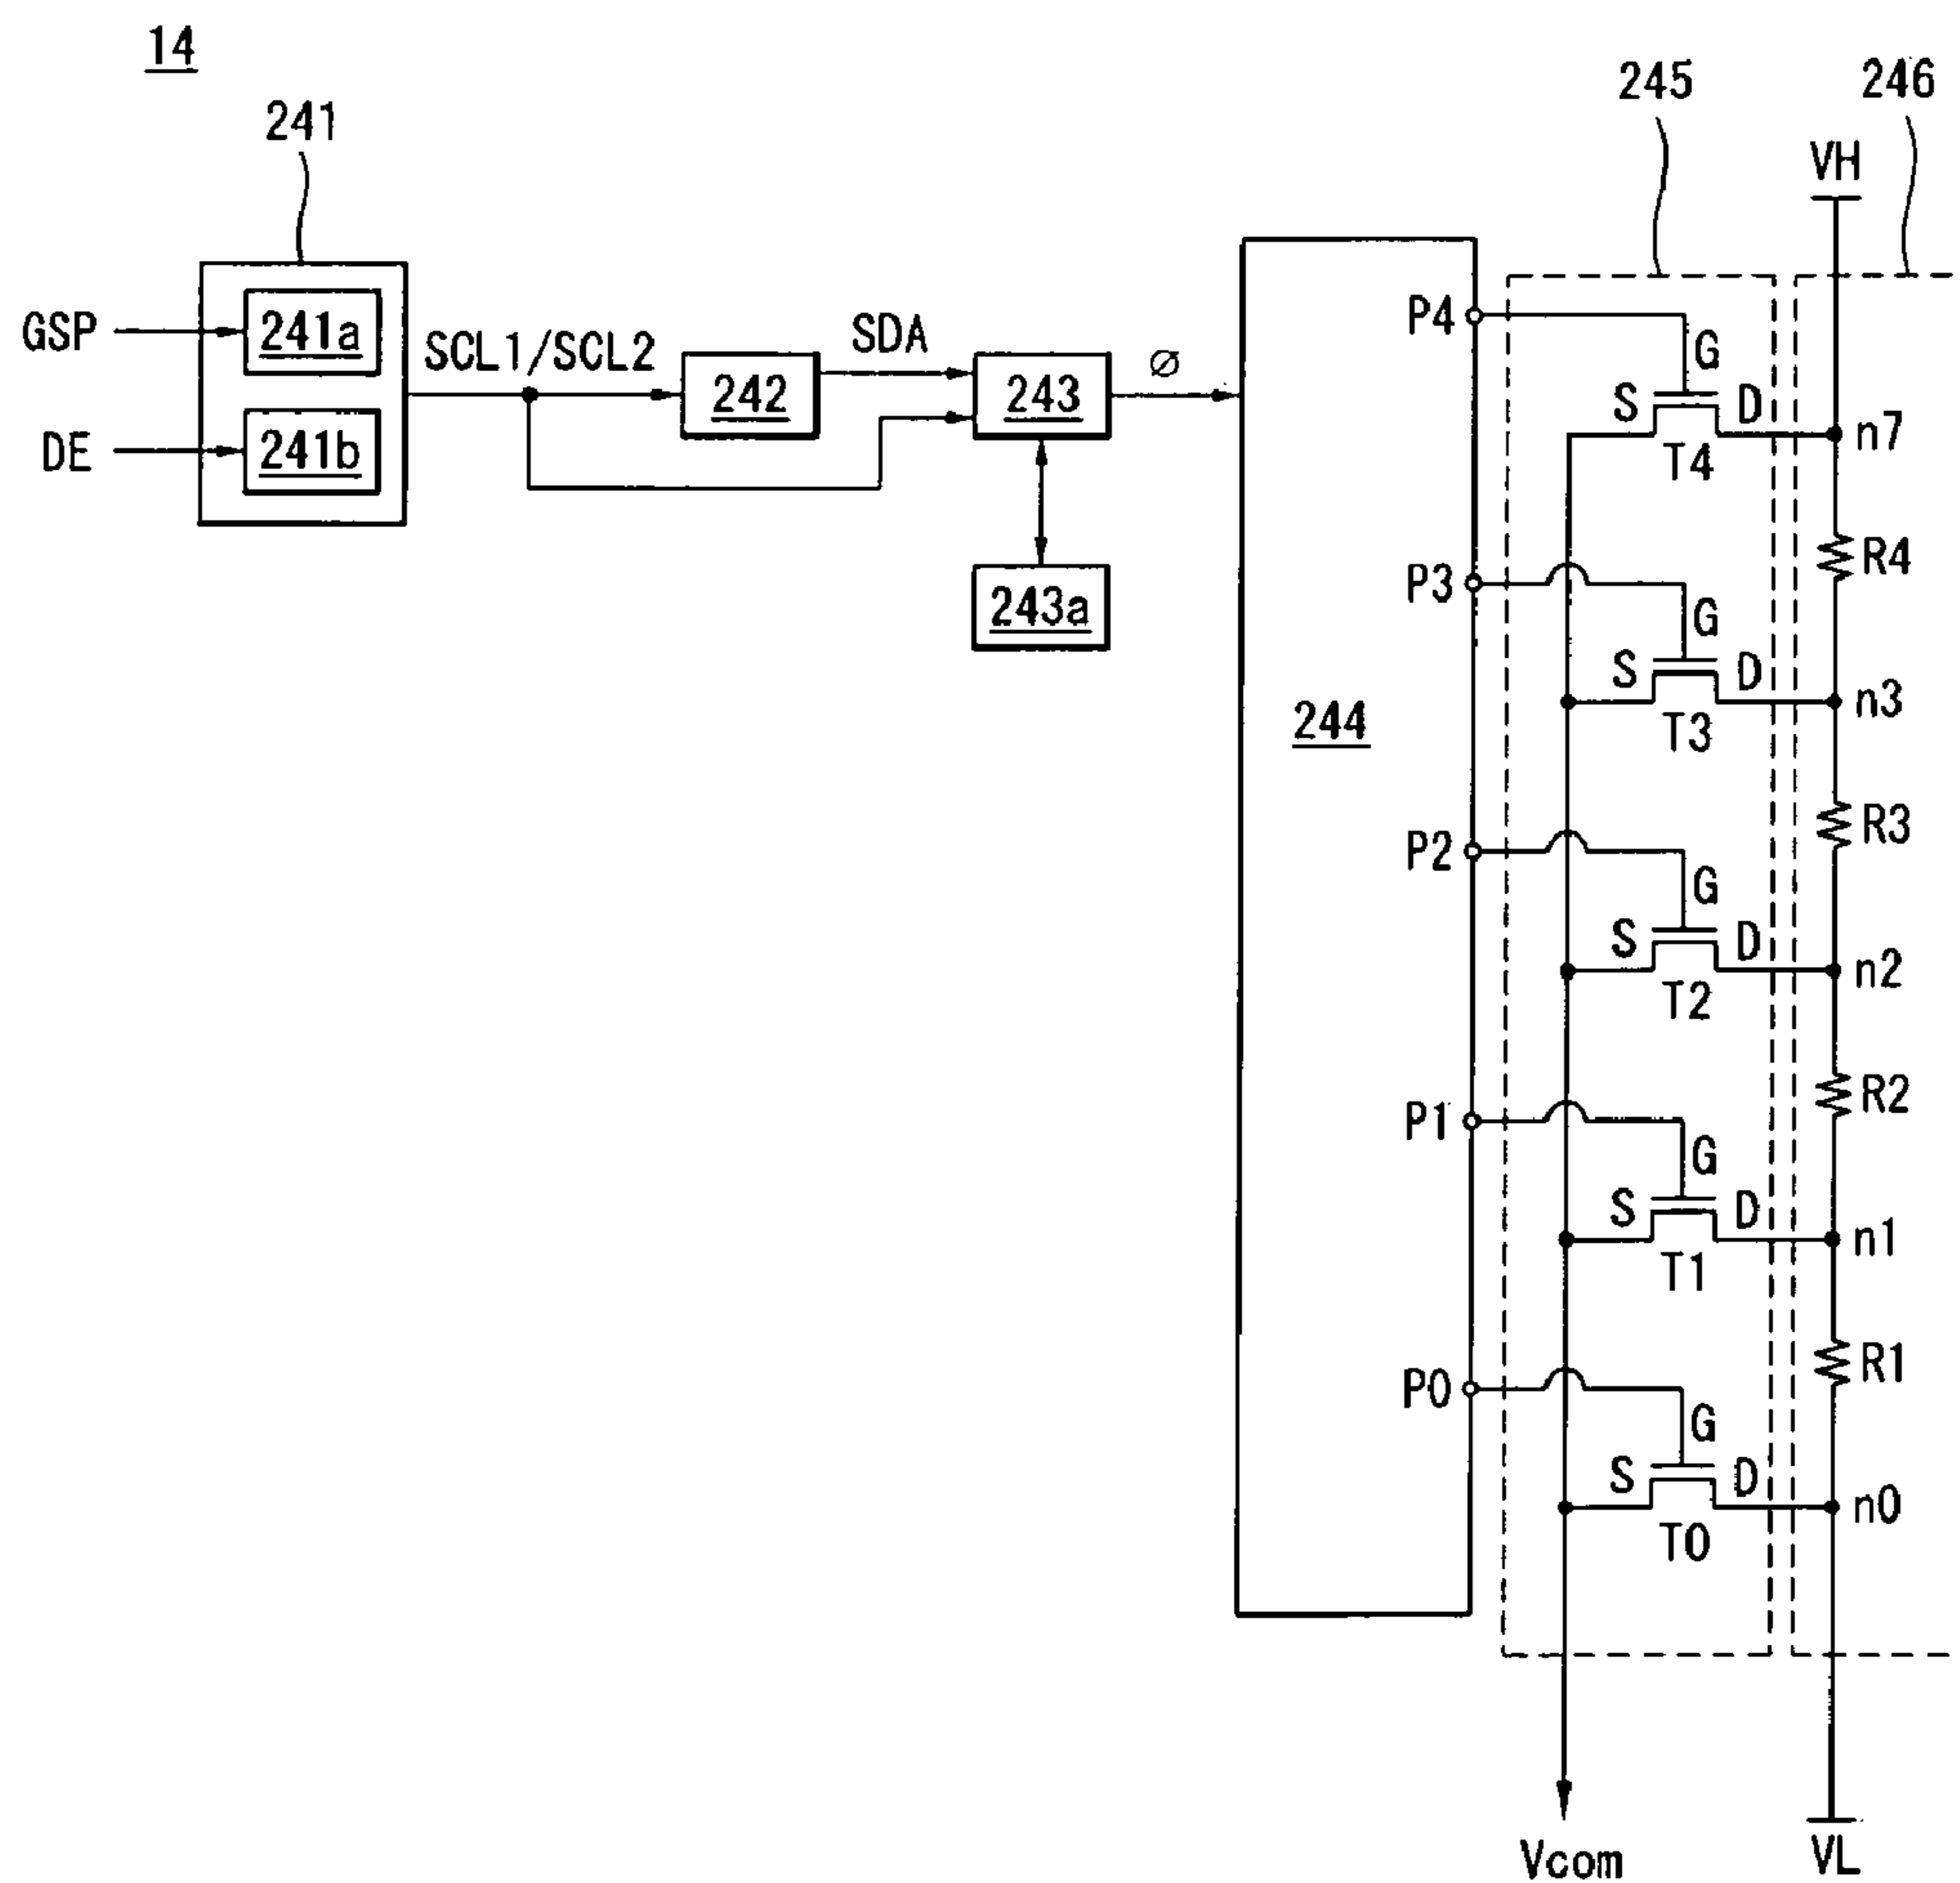 14
241
245
246
VH
GSP
241a
DE
241b
SCL1/SCL2
242
SDA
243
Ø
243a
244
P4
G
S
D
T4
n7
R4
P3
G
S
D
T3
n3
R3
P2
G
S
D
T2
n2
R2
P1
G
S
D
T1
n1
R1
P0
G
S
D
T0
n0
Vcom
VL